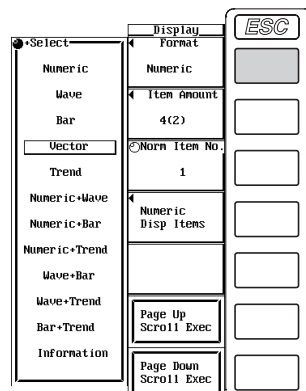 Display
ESC
+Select
Numeric
Wave
Bar
Vector
Trend
Numeric+Wave
Numeric+Bar
Numeric+Trend
Wave+Bar
Wave+Trend
Bar+Trend
Information
Format
Numeric
Item Amount
4(2)
Norm Item No.
1
Numeric
Disp Items
Page Up
Scroll Exec
Page Down
Scroll Exec